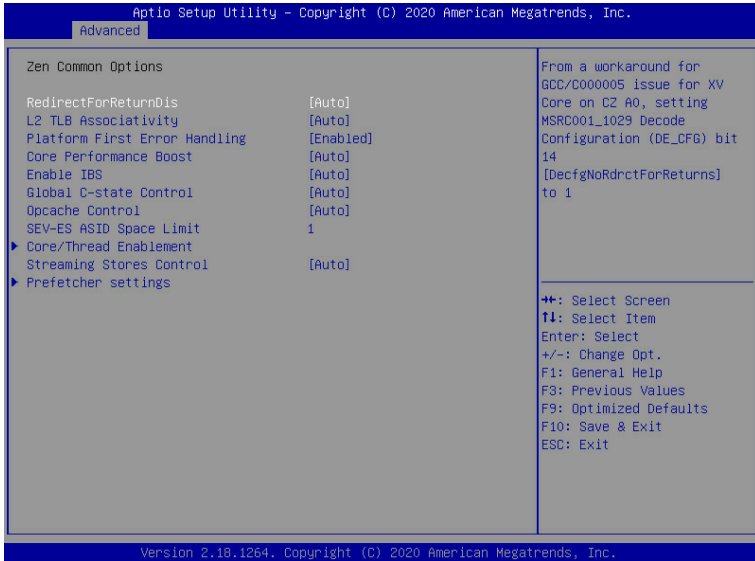 Aptio Setup Utility – Copyright (C) 2020 American Megatrends, Inc.
Advanced
Zen Common Options
RedirectForReturnDis [Auto]
L2 TLB Associativity [Auto]
Platform First Error Handling [Enabled]
Core Performance Boost [Auto]
Enable IBS [Auto]
Global C-state Control [Auto]
Opcache Control [Auto]
SEV-ES ASID Space Limit 1
Core/Thread Enablement
Streaming Stores Control [Auto]
Prefetcher settings
From a workaround for
GCC/C000005 issue for XV
Core on CZ A0, setting
MSRC001_1029 Decode
Configuration (DE_CFG) bit
14
[DecfgNoRdrctForReturns]
to 1
→←: Select Screen
↑↓: Select Item
Enter: Select
+/-: Change Opt.
F1: General Help
F3: Previous Values
F9: Optimized Defaults
F10: Save & Exit
ESC: Exit
Version 2.18.1264. Copyright (C) 2020 American Megatrends, Inc.